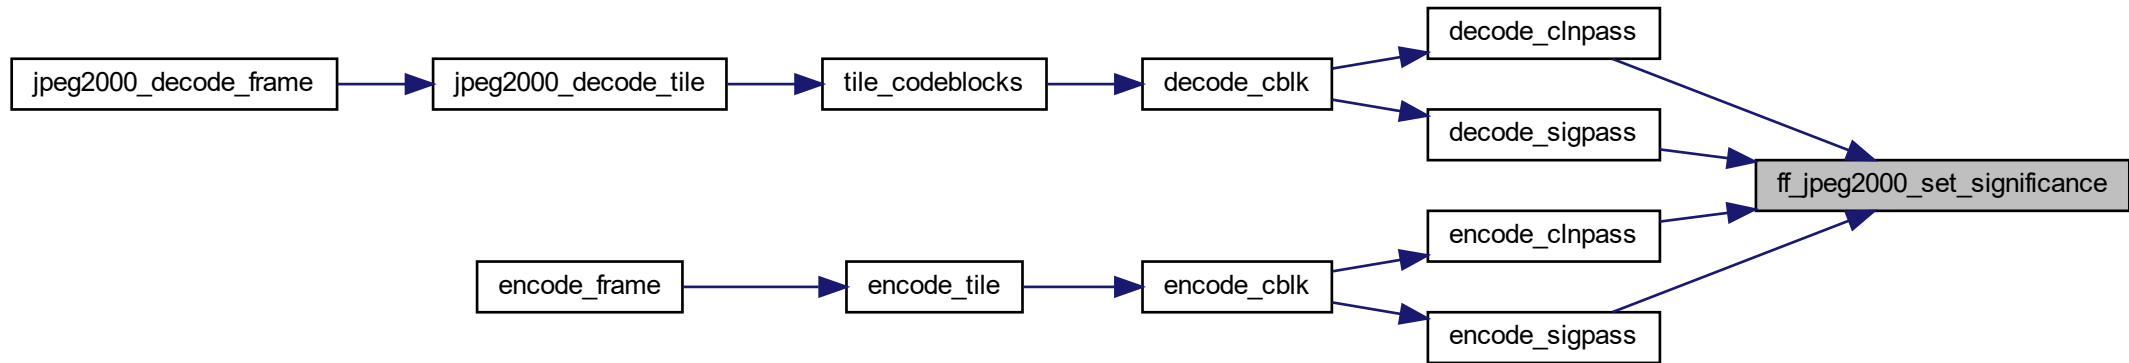 decode_clnpass
jpeg2000_decode_frame
jpeg2000_decode_tile
tile_codeblocks
decode_cblk
decode_sigpass
ff_jpeg2000_set_significance
encode_clnpass
encode_frame
encode_tile
encode_cblk
encode_sigpass